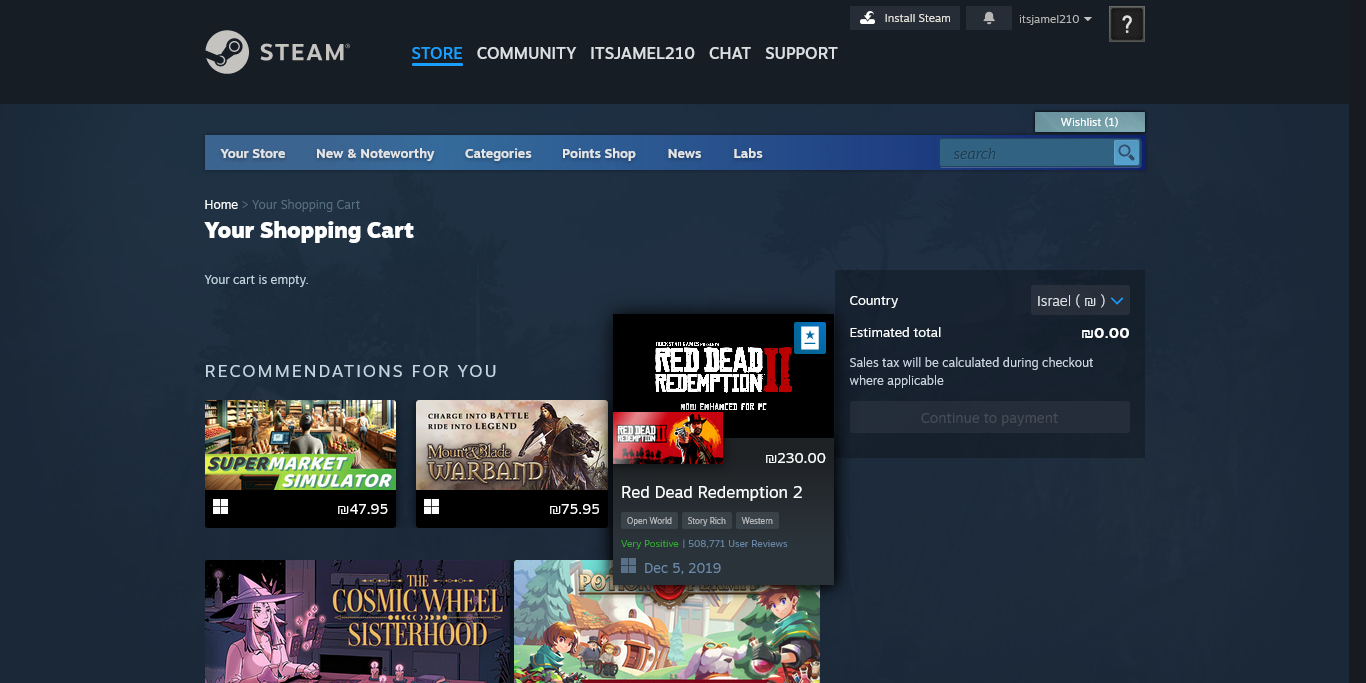 Install Steam
itsjamel210
?
STEAM®
STORE COMMUNITY ITSJAMEL210 CHAT SUPPORT
Wishlist (1)
Your Store New & Noteworthy Categories Points Shop News Labs
search
Home > Your Shopping Cart
Your Shopping Cart
Your cart is empty.
Country
Israel ( ₪ )
Estimated total
₪0.00
Sales tax will be calculated during checkout
where applicable
Continue to payment
RECOMMENDATIONS FOR YOU
SUPERMARKET
SIMULATOR
₪47.95
CHARGE INTO BATTLE
RIDE INTO LEGEND
Mount&Blade
WARBAND
₪75.95
ROCKSTAR GAMES PRESENTS
RED DEAD
REDEMPTION II
NOW ENHANCED FOR PC
RED DEAD
REDEMPTION II
₪230.00
Red Dead Redemption 2
Open World Story Rich Western
Very Positive | 508,771 User Reviews
Dec 5, 2019
THE
COSMIC WHEEL
SISTERHOOD